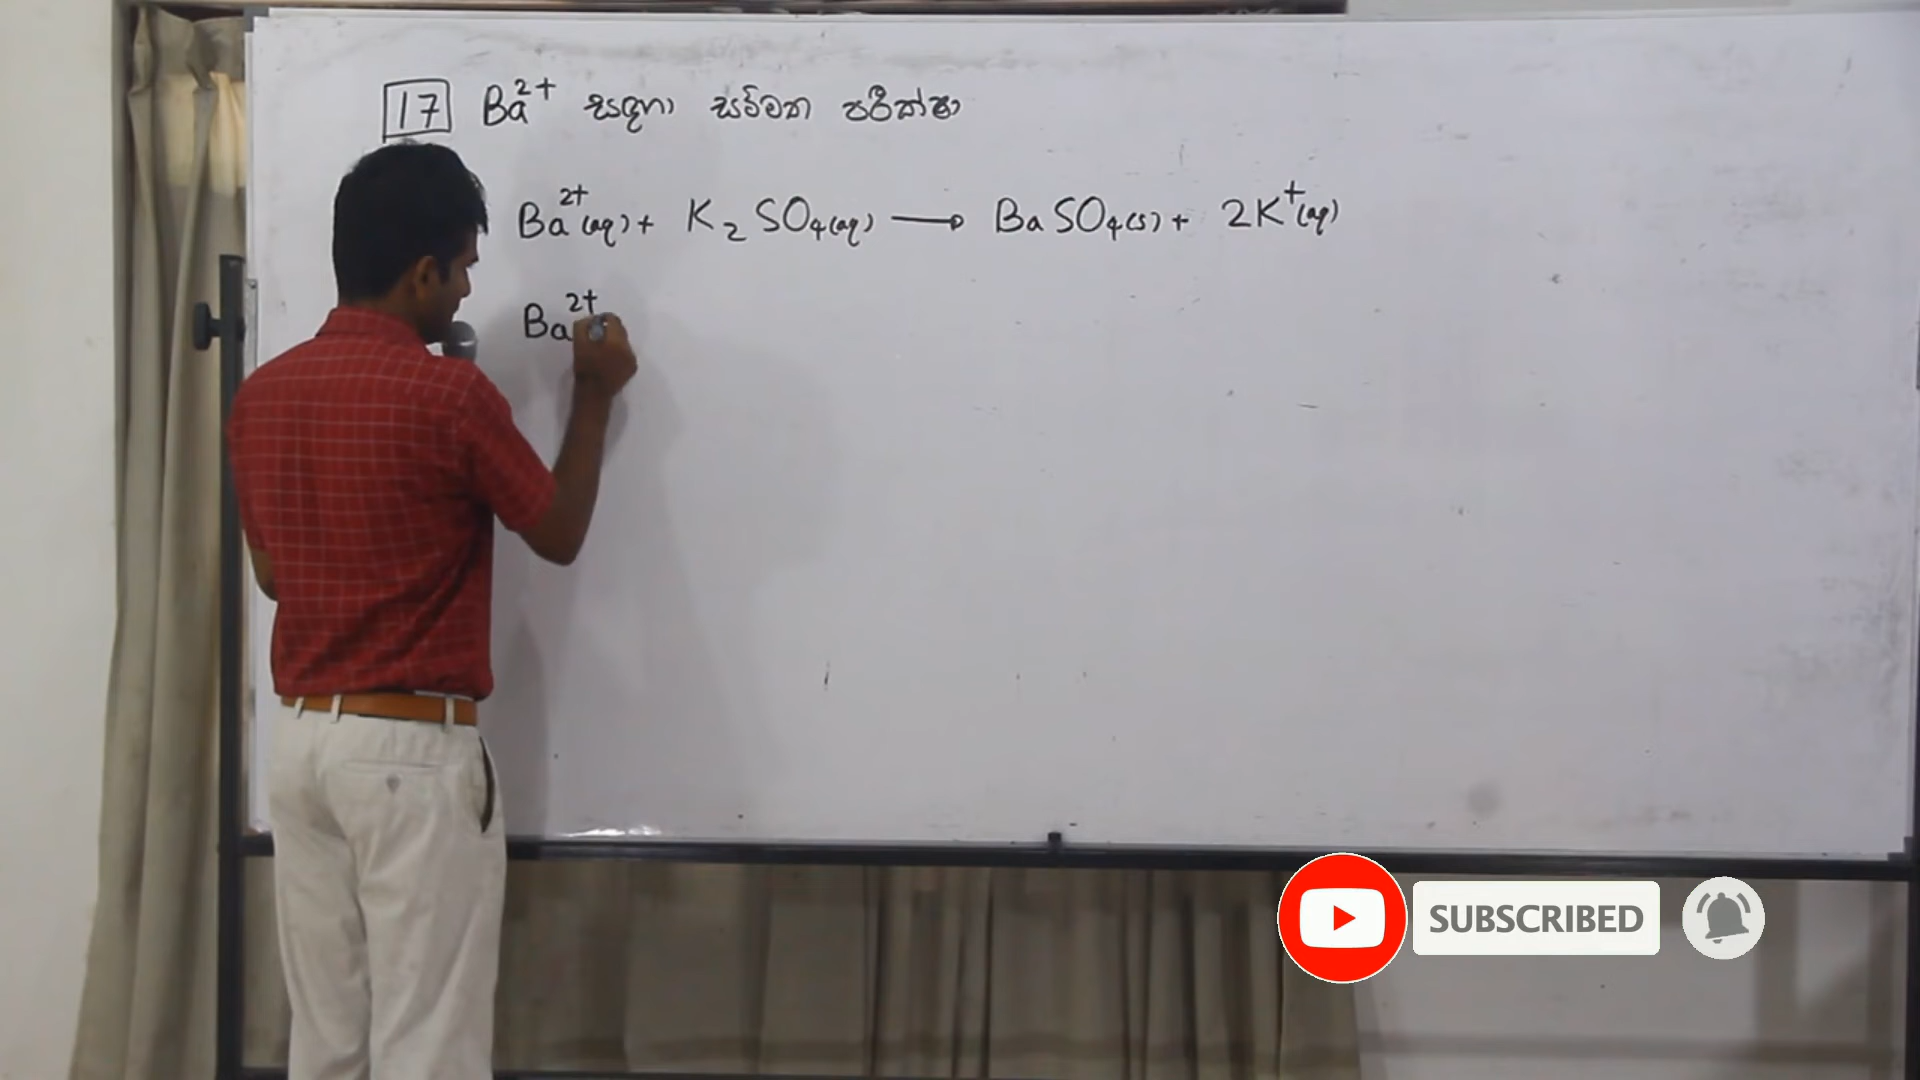 17 Ba²⁺ සඳහා සම්මත පරීක්ෂා
Ba²⁺(aq) + K₂SO₄(aq) ⟶ BaSO₄(s) + 2K⁺(aq)
Ba²⁺
SUBSCRIBED